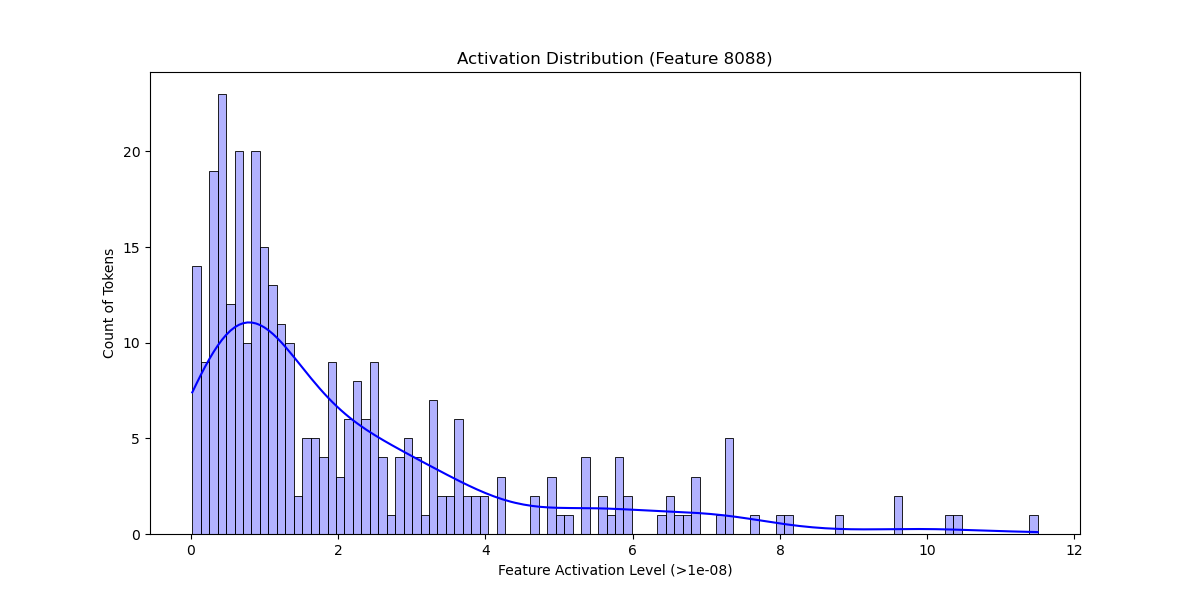 Activation Distribution (Feature 8088)
Count of Tokens
20
15
10
5
0
0 2 4 6 8 10 12
Feature Activation Level (>1e-08)